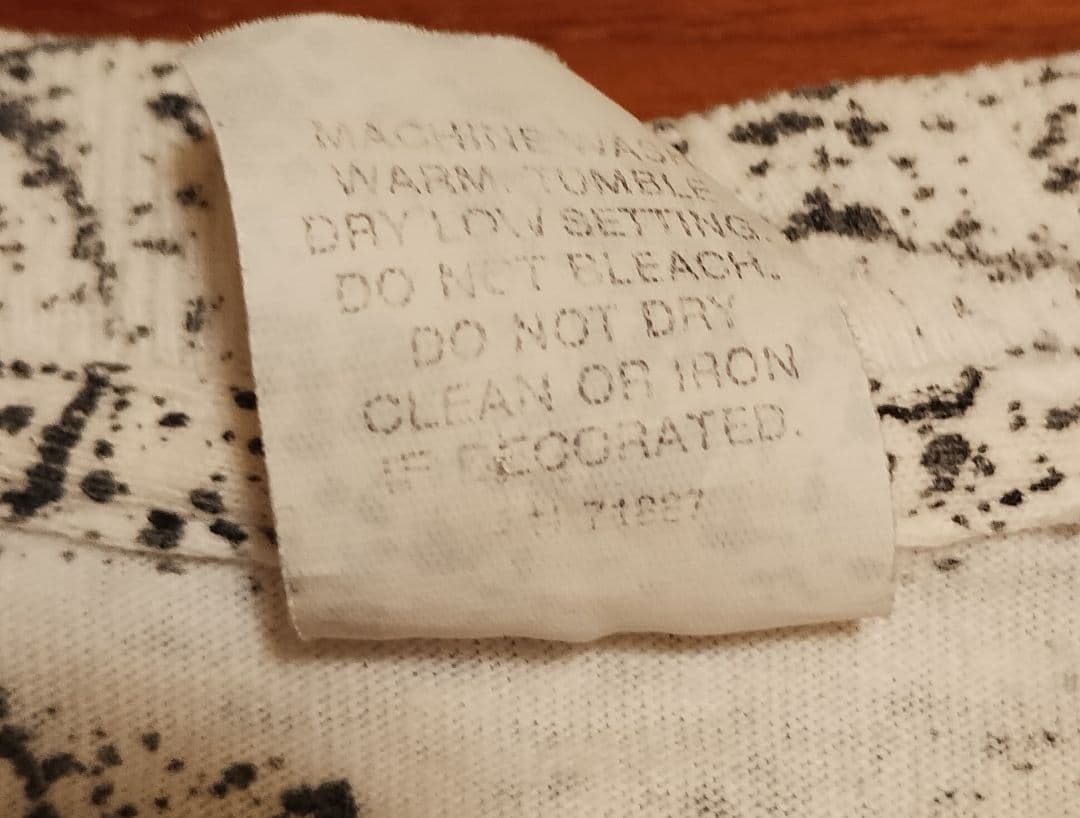 MACHINE WASH
WARM. TUMBLE
DRY LOW SETTING.
DO NOT BLEACH.
DO NOT DRY
CLEAN OR IRON
IF DECORATED.